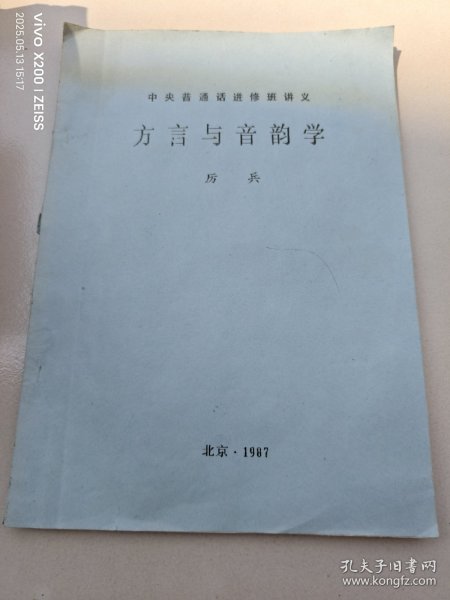 vivo X200 | ZEISS
2025.05.13 15:17
中央普通话进修班讲义
方言与音韵学
厉 兵
北京·1987
孔夫子旧书网
www.kongfz.com